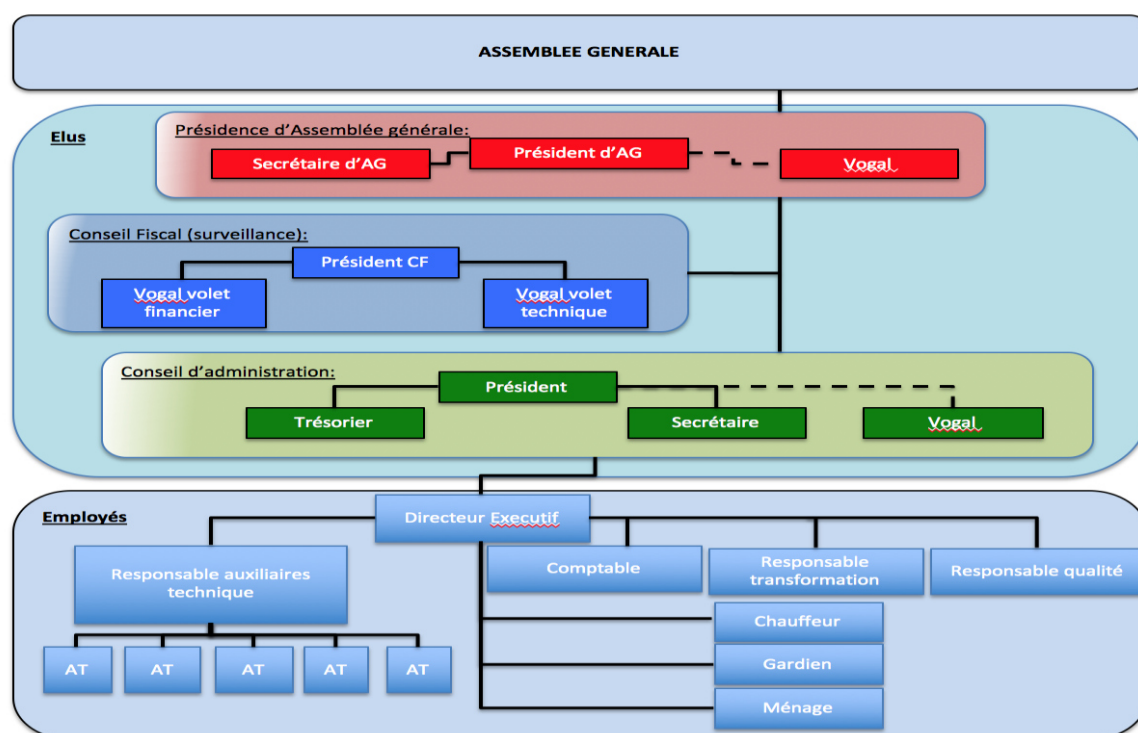 ASSEMBLEE GENERALE
Elus
Présidence d'Assemblée générale:
Secrétaire d'AG
Président d'AG
Vogal
Conseil Fiscal (surveillance):
Président CF
Vogal volet
financier
Vogal volet
technique
Conseil d'administration:
Président
Trésorier
Secrétaire
Vogal
Employés
Directeur Executif
Responsable auxiliaires
technique
Comptable
Responsable
transformation
Responsable qualité
AT
AT
AT
AT
AT
Chauffeur
Gardien
Ménage